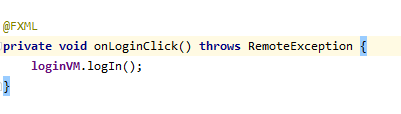 @FXML
private void onLoginClick() throws RemoteException {
    loginVM.logIn();
}